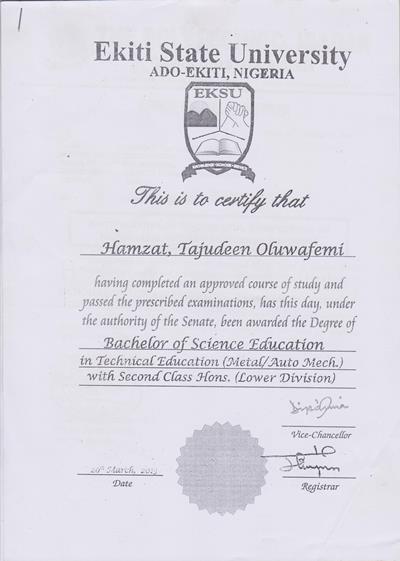 Ekiti State University
ADO-EKITI, NIGERIA
EKSU
This is to certify that
Hamzat, Tajudeen Oluwafemi
having completed an approved course of study and
passed the prescribed examinations, has this day, under
the authority of the Senate, been awarded the Degree of
Bachelor of Science Education
in Technical Education (Metal/Auto Mech.)
with Second Class Hons. (Lower Division)
Vice-Chancellor
March,
Date
Registrar